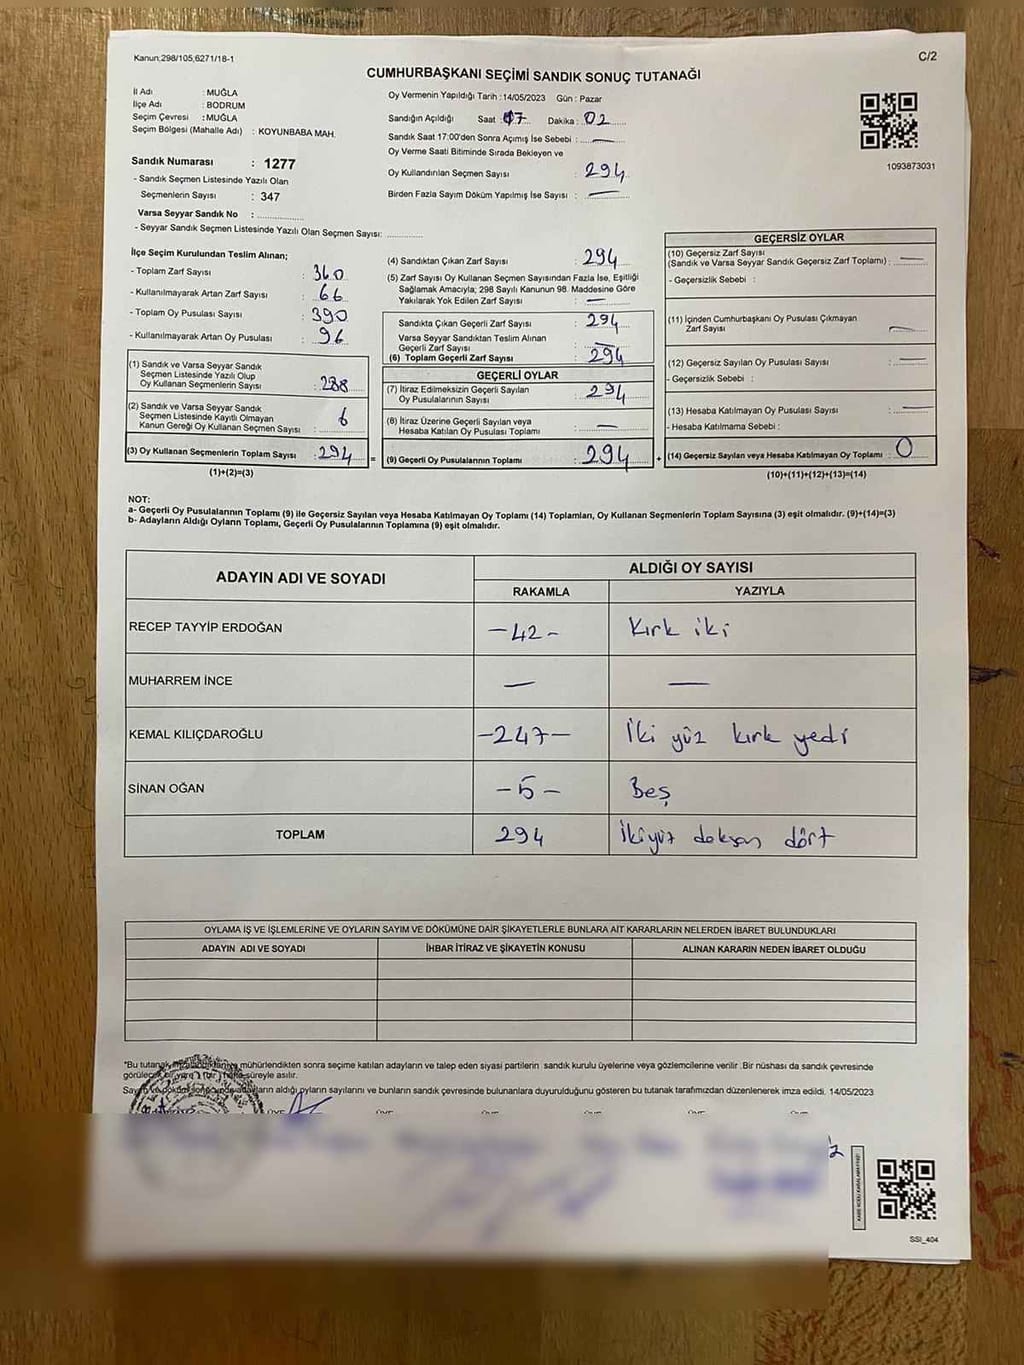 Kanun,298/105,6271/18-1
C/2
CUMHURBAŞKANI SEÇİMİ SANDIK SONUÇ TUTANAĞI
İl Adı : MUĞLA
İlçe Adı : BODRUM
Seçim Çevresi : MUĞLA
Seçim Bölgesi (Mahalle Adı) : KOYUNBABA MAH.
Sandık Numarası : 1277
- Sandık Seçmen Listesinde Yazılı Olan
Seçmenlerin Sayısı : 347
Varsa Seyyar Sandık No : ..............
- Seyyar Sandık Seçmen Listesinde Yazılı Olan Seçmen Sayısı: ............
Oy Vermenin Yapıldığı Tarih : 14/05/2023 Gün : Pazar
Sandığın Açıldığı Saat : 17 Dakika : 02
Sandık Saat 17:00'den Sonra Açımış İse Sebebi : —
Oy Verme Saati Bitiminde Sırada Bekleyen ve
Oy Kullandırılan Seçmen Sayısı : 294
Birden Fazla Sayım Döküm Yapılmış İse Sayısı : —
1093873031
İlçe Seçim Kurulundan Teslim Alınan;
- Toplam Zarf Sayısı : 360
- Kullanılmayarak Artan Zarf Sayısı : 66
- Toplam Oy Pusulası Sayısı : 390
- Kullanılmayarak Artan Oy Pusulası : 96
(1) Sandık ve Varsa Seyyar Sandık
Seçmen Listesinde Yazılı Olup
Oy Kullanan Seçmenlerin Sayısı : 288
(2) Sandık ve Varsa Seyyar Sandık
Seçmen Listesinde Kayıtlı Olmayan
Kanun Gereği Oy Kullanan Seçmen Sayısı : 6
(3) Oy Kullanan Seçmenlerin Toplam Sayısı : 294
(1)+(2)=(3)
(4) Sandıktan Çıkan Zarf Sayısı : 294
(5) Zarf Sayısı Oy Kullanan Seçmen Sayısından Fazla İse, Eşitliği
Sağlamak Amacıyla; 298 Sayılı Kanunun 98. Maddesine Göre
Yakılarak Yok Edilen Zarf Sayısı : —
Sandıkta Çıkan Geçerli Zarf Sayısı : 294
Varsa Seyyar Sandıktan Teslim Alınan
Geçerli Zarf Sayısı : —
(6) Toplam Geçerli Zarf Sayısı : 294
GEÇERLİ OYLAR
(7) İtiraz Edilmeksizin Geçerli Sayılan
Oy Pusulalarının Sayısı : 294
(8) İtiraz Üzerine Geçerli Sayılan veya
Hesaba Katılan Oy Pusulası Toplamı : —
= (9) Geçerli Oy Pusulalarının Toplamı : 294
GEÇERSİZ OYLAR
(10) Geçersiz Zarf Sayısı
(Sandık ve Varsa Seyyar Sandık Geçersiz Zarf Toplamı) : —
- Geçersizlik Sebebi :
(11) İçinden Cumhurbaşkanı Oy Pusulası Çıkmayan
Zarf Sayısı : —
(12) Geçersiz Sayılan Oy Pusulası Sayısı : —
- Geçersizlik Sebebi :
(13) Hesaba Katılmayan Oy Pusulası Sayısı : —
- Hesaba Katılmama Sebebi :
+ (14) Geçersiz Sayılan veya Hesaba Katılmayan Oy Toplamı : 0
(10)+(11)+(12)+(13)=(14)
NOT:
a- Geçerli Oy Pusulalarının Toplamı (9) ile Geçersiz Sayılan veya Hesaba Katılmayan Oy Toplamı (14) Toplamları, Oy Kullanan Seçmenlerin Toplam Sayısına (3) eşit olmalıdır. (9)+(14)=(3)
b- Adayların Aldığı Oyların Toplamı, Geçerli Oy Pusulalarının Toplamına (9) eşit olmalıdır.
ADAYIN ADI VE SOYADI ALDIĞI OY SAYISI
RAKAMLA YAZIYLA
RECEP TAYYİP ERDOĞAN -42- Kırk iki
MUHARREM İNCE — —
KEMAL KILIÇDAROĞLU -247- İki yüz kırk yedi
SİNAN OĞAN -5- Beş
TOPLAM 294 İkiyüz doksan dört
OYLAMA İŞ VE İŞLEMLERİNE VE OYLARIN SAYIM VE DÖKÜMÜNE DAİR ŞİKAYETLERLE BUNLARA AİT KARARLARIN NELERDEN İBARET BULUNDUKLARI
ADAYIN ADI VE SOYADI İHBAR İTİRAZ VE ŞİKAYETİN KONUSU ALINAN KARARIN NEDEN İBARET OLDUĞU
*Bu tutanak mühürlendikten sonra seçime katılan adayların ve talep eden siyasi partilerin sandık kurulu üyelerine veya gözlemcilerine verilir. Bir nüshası da sandık çevresinde
görülecek bir yere süreyle asılır.
Sayım ve aldığı oyların sayılarını ve bunların sandık çevresinde bulunanlara duyurulduğunu gösteren bu tutanak tarafımızdan düzenlenerek imza edildi. 14/05/2023
SSI_404